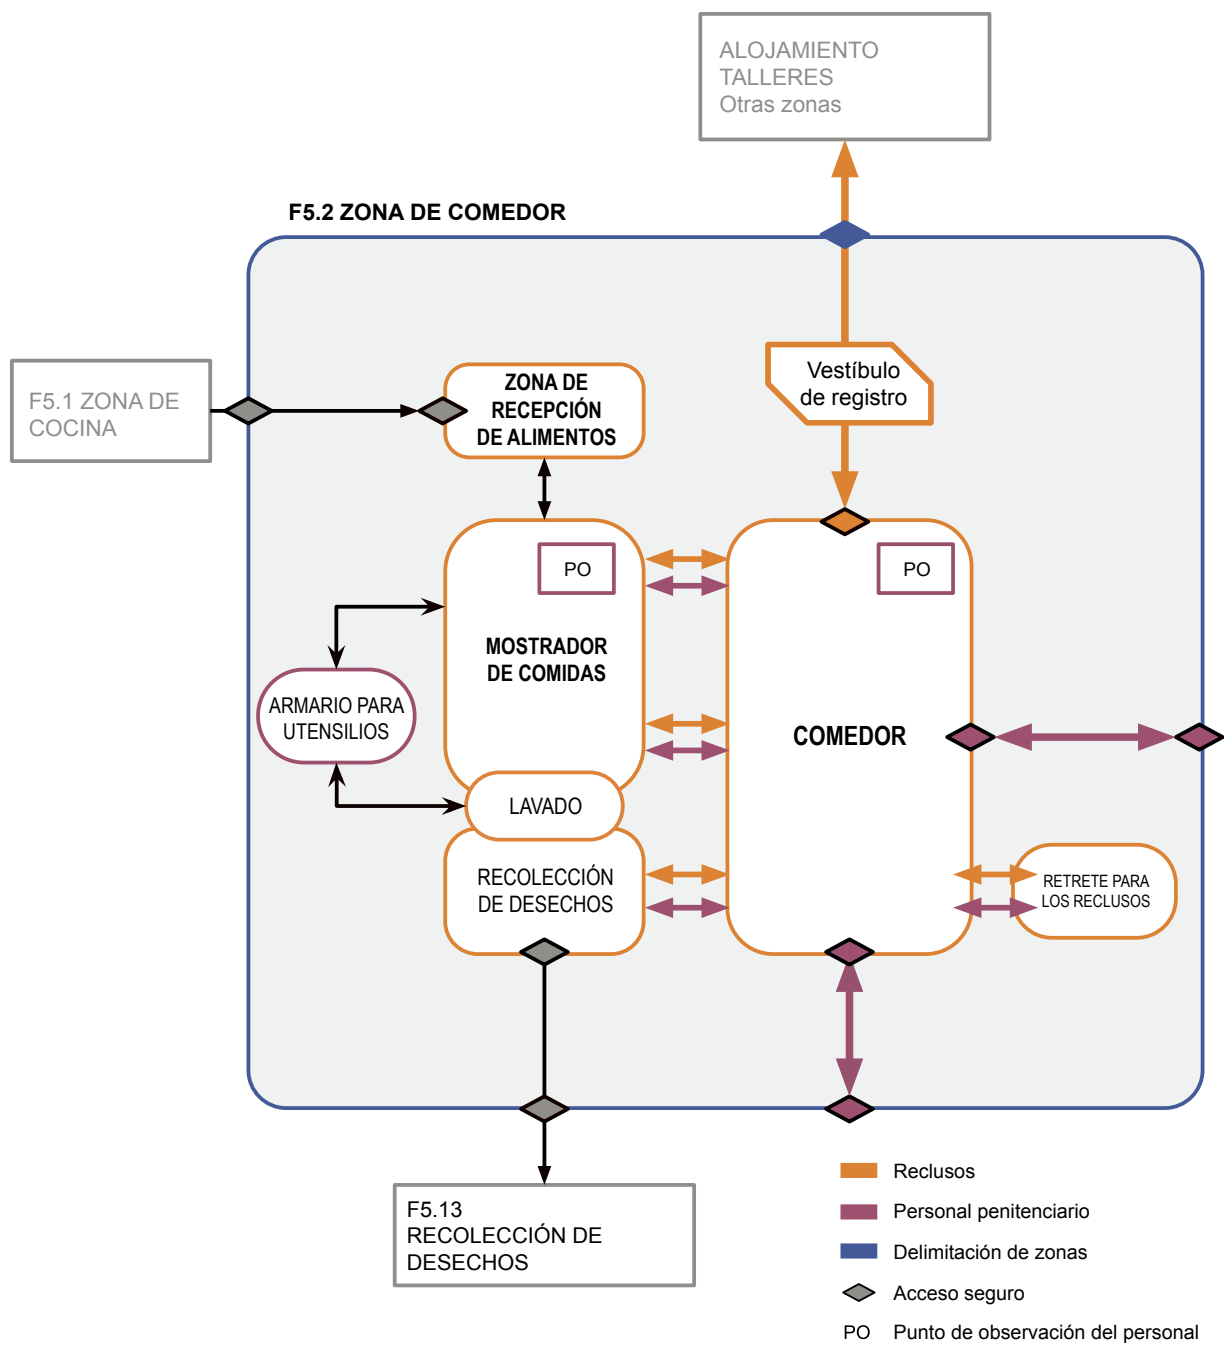 ALOJAMIENTO
TALLERES
Otras zonas
F5.2 ZONA DE COMEDOR
F5.1 ZONA DE
COCINA
ZONA DE
RECEPCIÓN
DE ALIMENTOS
Vestíbulo
de registro
PO
PO
MOSTRADOR
DE COMIDAS
ARMARIO PARA
UTENSILIOS
COMEDOR
LAVADO
RECOLECCIÓN
DE DESECHOS
RETRETE PARA
LOS RECLUSOS
F5.13
RECOLECCIÓN DE
DESECHOS
Reclusos
Personal penitenciario
Delimitación de zonas
Acceso seguro
PO Punto de observación del personal